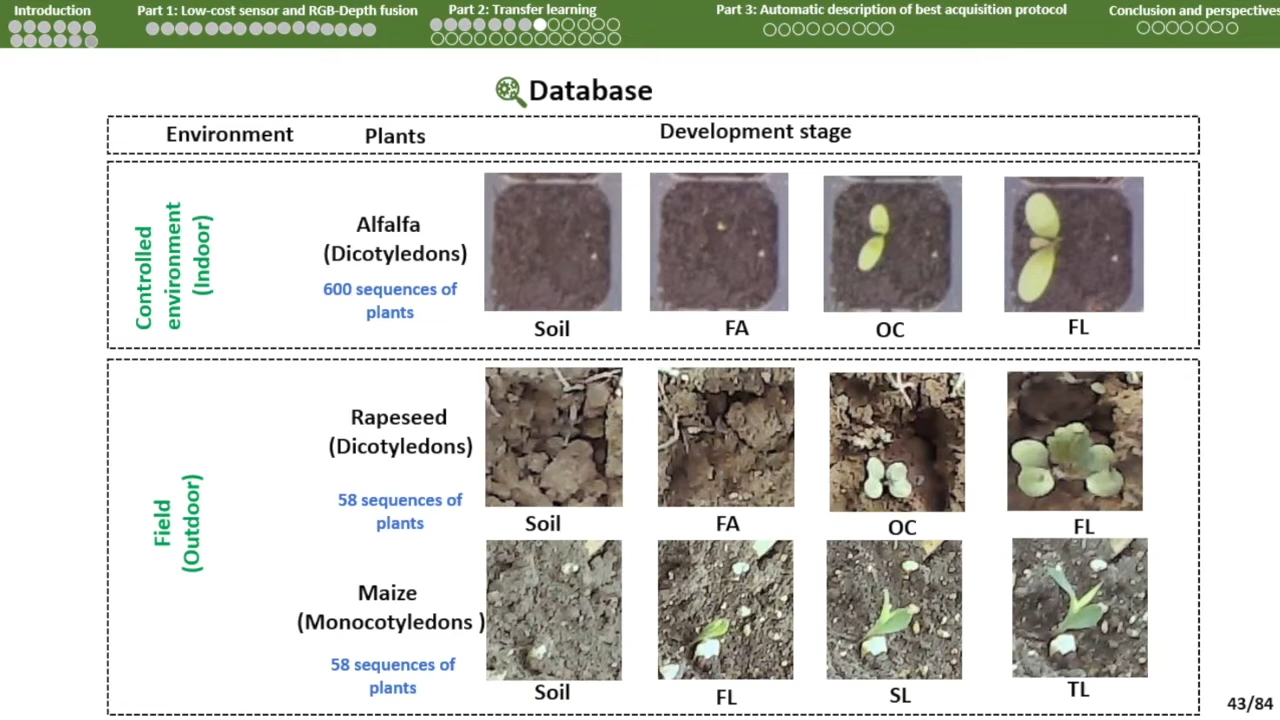 Introduction
Part 1: Low-cost sensor and RGB-Depth fusion
Part 2: Transfer learning
Part 3: Automatic description of best acquisition protocol
Conclusion and perspectives
Database
Environment
Plants
Development stage
Controlled
environment
(Indoor)
Alfalfa
(Dicotyledons)
600 sequences of
plants
Soil
FA
OC
FL
Field
(Outdoor)
Rapeseed
(Dicotyledons)
58 sequences of
plants
Soil
FA
OC
FL
Maize
(Monocotyledons )
58 sequences of
plants
Soil
FL
SL
TL
43/84